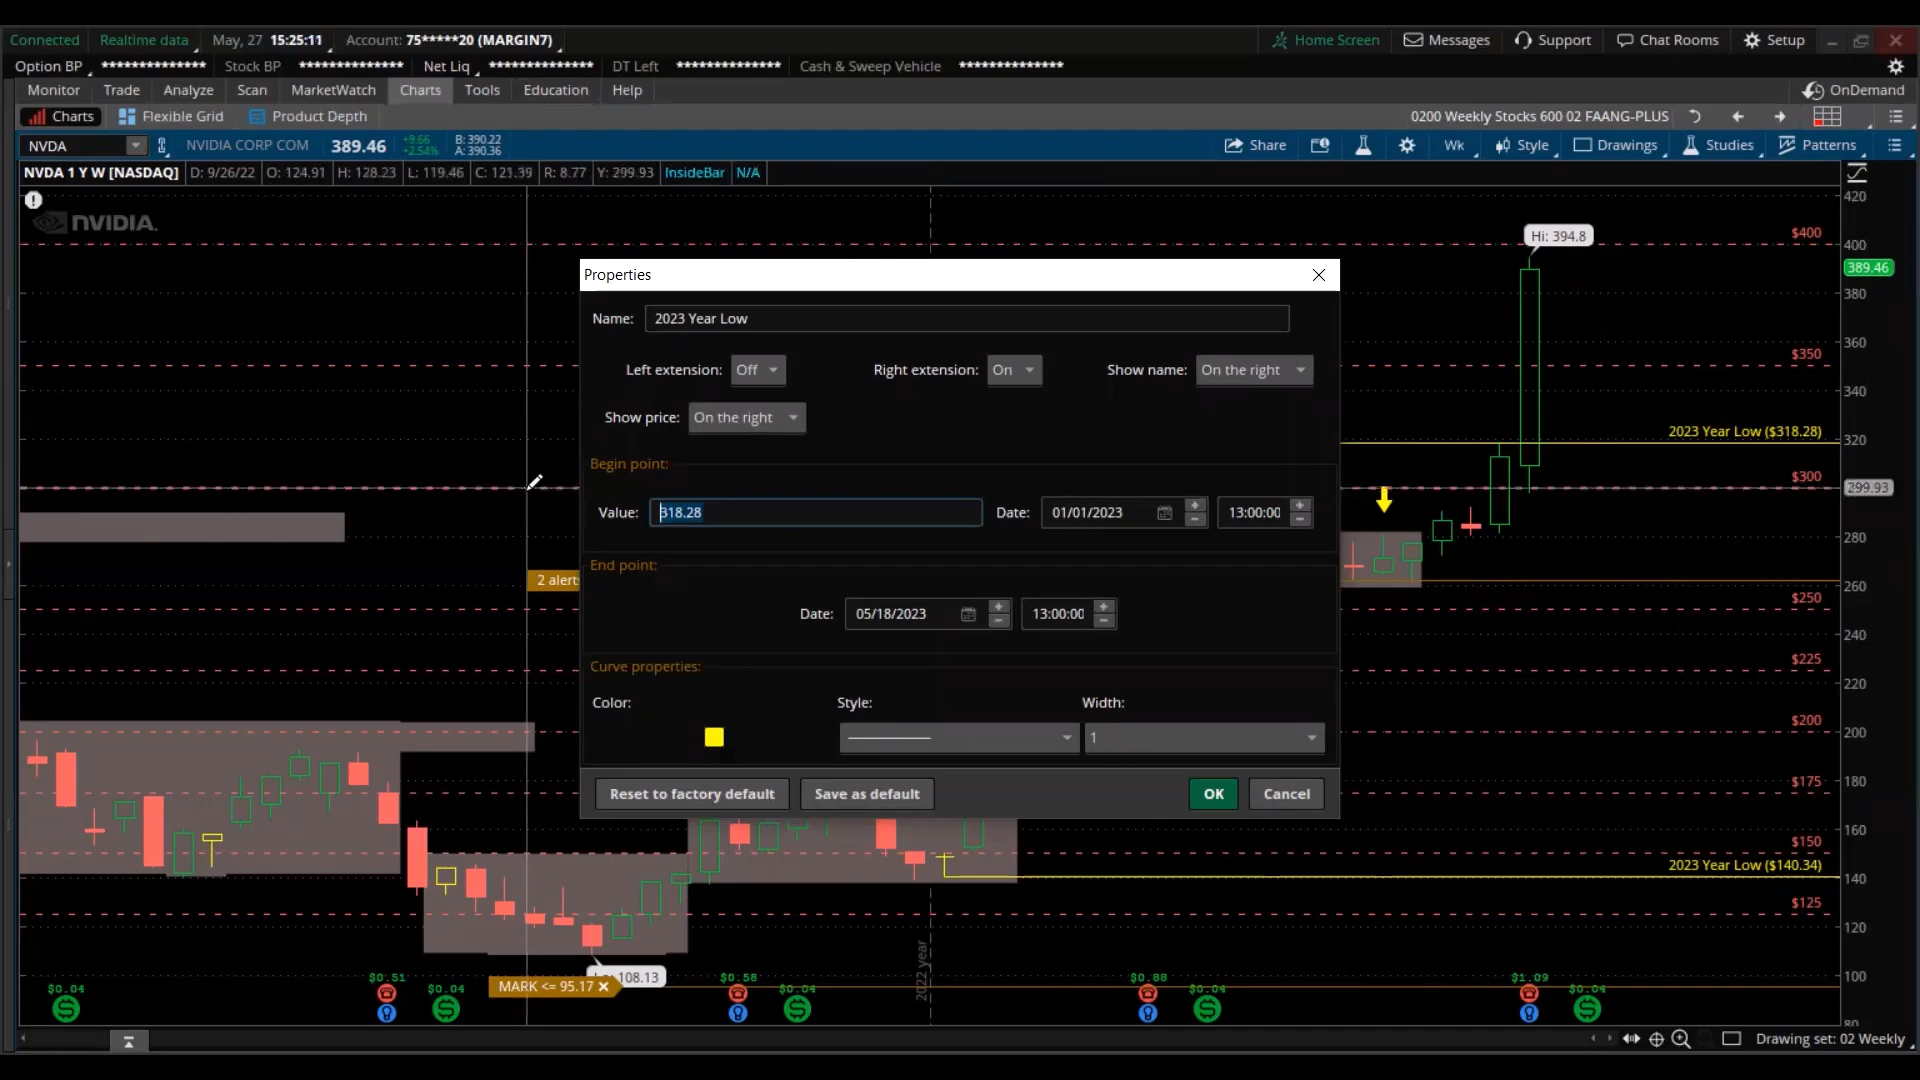 Connected Realtime data May, 27 15:25:11 Account: 75*****20 (MARGIN7) Home Screen Messages Support Chat Rooms Setup
Option BP ************** Stock BP ************** Net Liq ************** DT Left ************** Cash & Sweep Vehicle **************
Monitor Trade Analyze Scan MarketWatch Charts Tools Education Help OnDemand
Charts Flexible Grid Product Depth 0200 Weekly Stocks 600 02 FAANG-PLUS
NVDA NVIDIA CORP COM 389.46 +9.66 +2.54% B: 390.22 A: 390.36 Share Wk Style Drawings Studies Patterns
NVDA 1 Y W [NASDAQ] D: 9/26/22 O: 124.91 H: 128.23 L: 119.46 C: 121.39 R: 8.77 Y: 299.93 InsideBar N/A
420
NVIDIA.
$400
Hi: 394.8
400
389.46
Properties
380
Name: 2023 Year Low
360
$350
Left extension: Off Right extension: On Show name: On the right
340
Show price: On the right
2023 Year Low ($318.28)
320
Begin point:
$300
299.93
Value: 318.28 Date: 01/01/2023 13:00:00
280
End point:
2 alerts
260
$250
Date: 05/18/2023 13:00:00
240
$225
Curve properties:
220
Color: Style: Width:
$200
200
1
$175
180
Reset to factory default Save as default OK Cancel
160
$150
2023 Year Low ($140.34)
140
$125
120
2022 year
108.13
100
$0.04 $0.51 $0.04 $0.58 $0.04 $0.88 $0.04 $1.09 $0.04
MARK <= 95.17
80
Drawing set: 02 Weekly